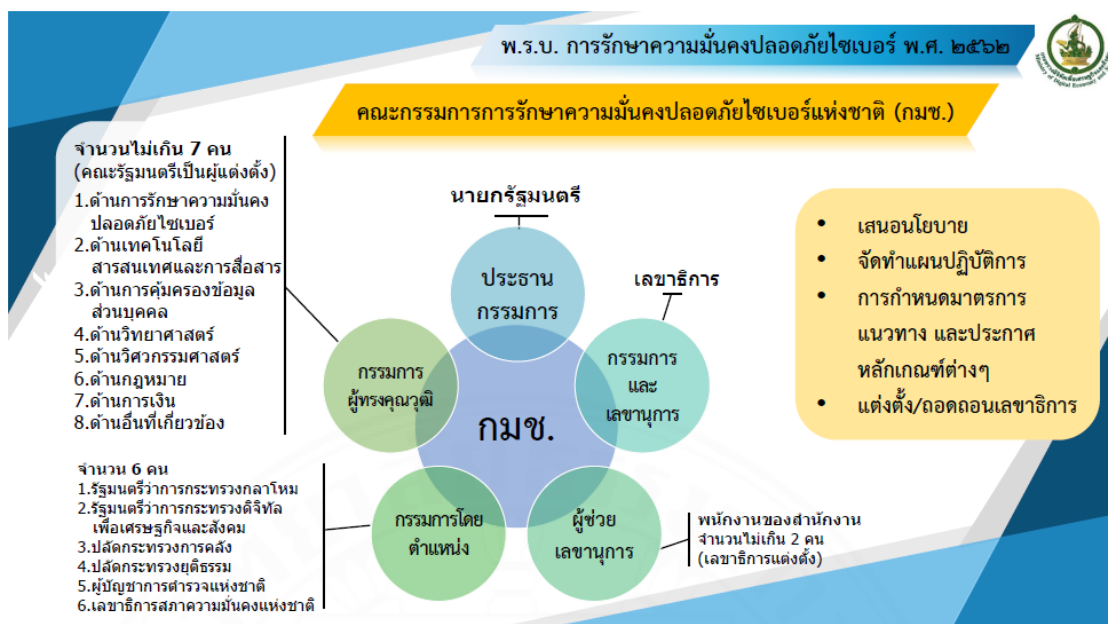 พ.ร.บ. การรักษาความมั่นคงปลอดภัยไซเบอร์ พ.ศ. ๒๕๖๒
คณะกรรมการการรักษาความมั่นคงปลอดภัยไซเบอร์แห่งชาติ (กมช.)
จำนวนไม่เกิน 7 คน
(คณะรัฐมนตรีเป็นผู้แต่งตั้ง)
1.ด้านการรักษาความมั่นคง
ปลอดภัยไซเบอร์
2.ด้านเทคโนโลยี
สารสนเทศและการสื่อสาร
3.ด้านการคุ้มครองข้อมูล
ส่วนบุคคล
4.ด้านวิทยาศาสตร์
5.ด้านวิศวกรรมศาสตร์
6.ด้านกฎหมาย
7.ด้านการเงิน
8.ด้านอื่นที่เกี่ยวข้อง
นายกรัฐมนตรี
ประธาน
กรรมการ
เลขาธิการ
กรรมการ
และ
เลขานุการ
กรรมการ
ผู้ทรงคุณวุฒิ
กมช.
กรรมการโดย
ตำแหน่ง
ผู้ช่วย
เลขานุการ
• เสนอนโยบาย
• จัดทำแผนปฏิบัติการ
• การกำหนดมาตรการ
แนวทาง และประกาศ
หลักเกณฑ์ต่างๆ
• แต่งตั้ง/ถอดถอนเลขาธิการ
จำนวน 6 คน
1.รัฐมนตรีว่าการกระทรวงกลาโหม
2.รัฐมนตรีว่าการกระทรวงดิจิทัล
เพื่อเศรษฐกิจและสังคม
3.ปลัดกระทรวงการคลัง
4.ปลัดกระทรวงยุติธรรม
5.ผู้บัญชาการตำรวจแห่งชาติ
6.เลขาธิการสภาความมั่นคงแห่งชาติ
พนักงานของสำนักงาน
จำนวนไม่เกิน 2 คน
(เลขาธิการแต่งตั้ง)